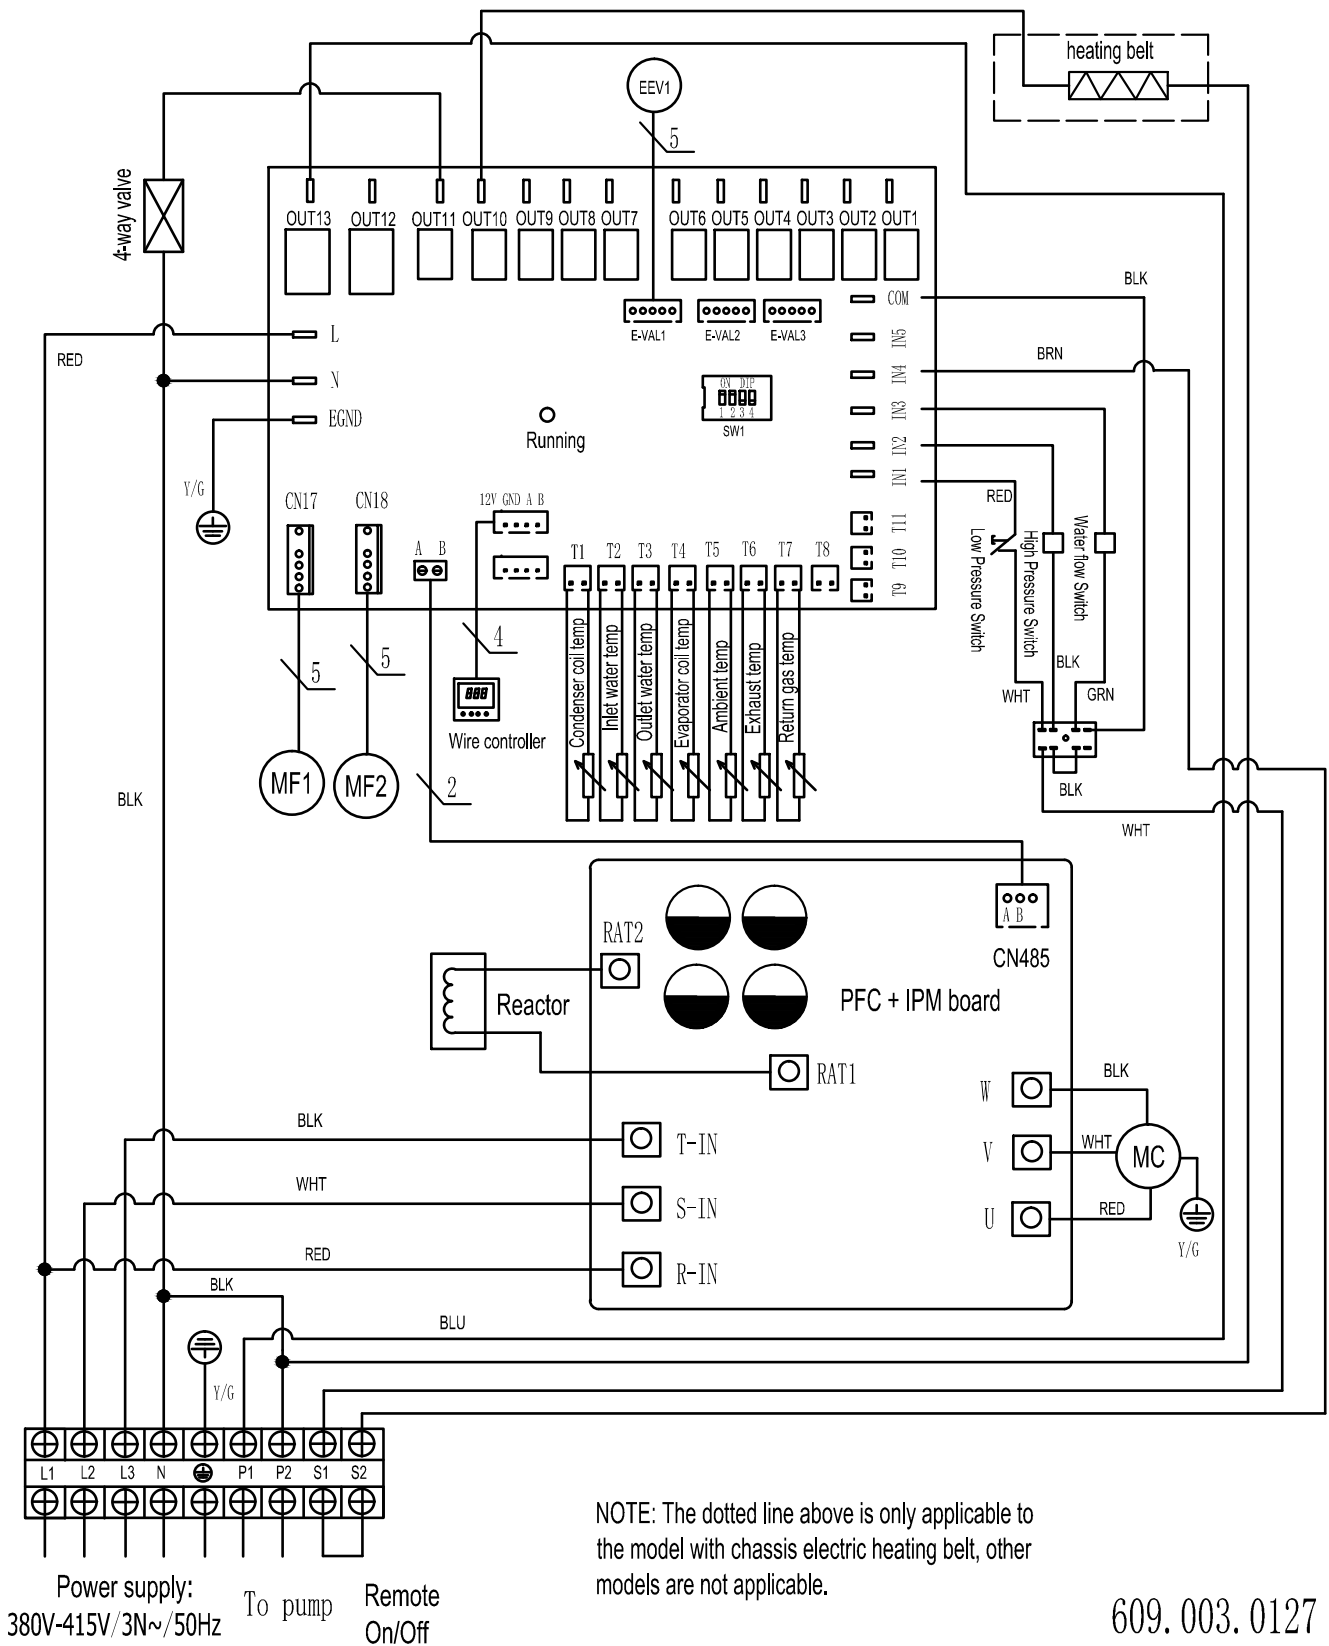 heating belt
EEV1
5
4-way valve
OUT13 OUT12 OUT11 OUT10 OUT9 OUT8 OUT7 OUT6 OUT5 OUT4 OUT3 OUT2 OUT1
BLK
COM
E-VAL1 E-VAL2 E-VAL3
L
RED
IN5
BRN
N
IN4
ON DIP
1 2 3 4
SW1
IN3
EGND
Running
IN2
IN1
Y/G
CN17
CN18
12V GND A B
RED
T11
T10
T9
A B
T1 T2 T3 T4 T5 T6 T7 T8
Low Pressure Switch
High Pressure Switch
Water flow Switch
5
5
4
888
Wire controller
Condenser coil temp
Inlet water temp
Outlet water temp
Evaporator coil temp
Ambient temp
Exhaust temp
Return gas temp
BLK
WHT
GRN
MF1
MF2
2
BLK
BLK
WHT
A B
CN485
RAT2
Reactor
PFC + IPM board
RAT1
W
BLK
BLK
T-IN
V
WHT
MC
WHT
S-IN
U
RED
Y/G
RED
R-IN
BLK
BLU
Y/G
L1 L2 L3 N P1 P2 S1 S2
NOTE: The dotted line above is only applicable to
the model with chassis electric heating belt, other
models are not applicable.
Power supply:
380V-415V/3N~/50Hz
To pump
Remote
On/Off
609.003.0127